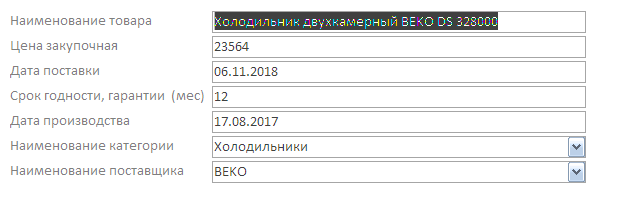 Наименование товара Холодильник двухкамерный BEKO DS 328000
Цена закупочная 23564
Дата поставки 06.11.2018
Срок годности, гарантии (мес) 12
Дата производства 17.08.2017
Наименование категории Холодильники
Наименование поставщика BEKO